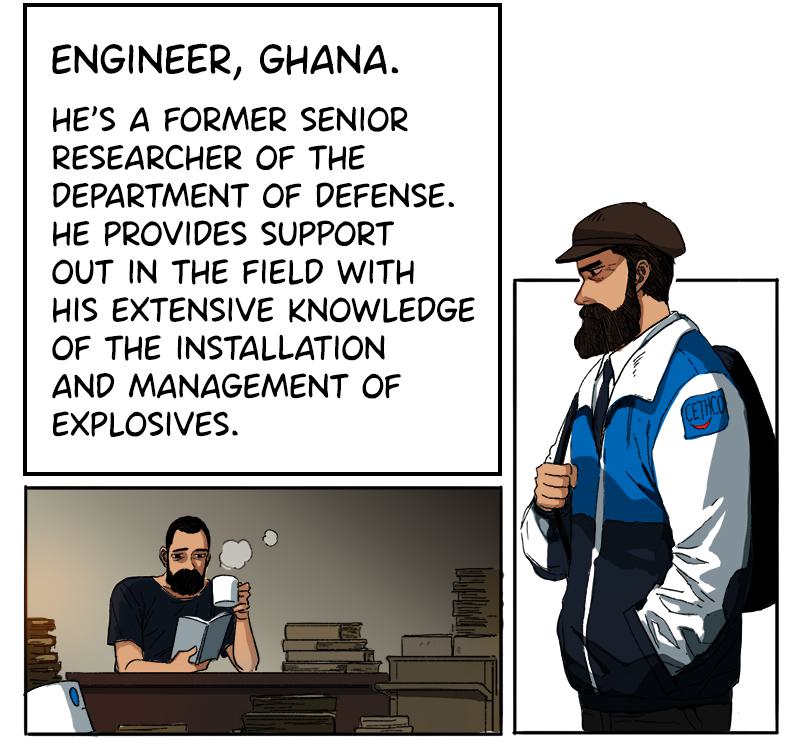 ENGINEER, GHANA.
HE'S A FORMER SENIOR
RESEARCHER OF THE
DEPARTMENT OF DEFENSE.
HE PROVIDES SUPPORT
OUT IN THE FIELD WITH
HIS EXTENSIVE KNOWLEDGE
OF THE INSTALLATION
AND MANAGEMENT OF
EXPLOSIVES.
CETHCO